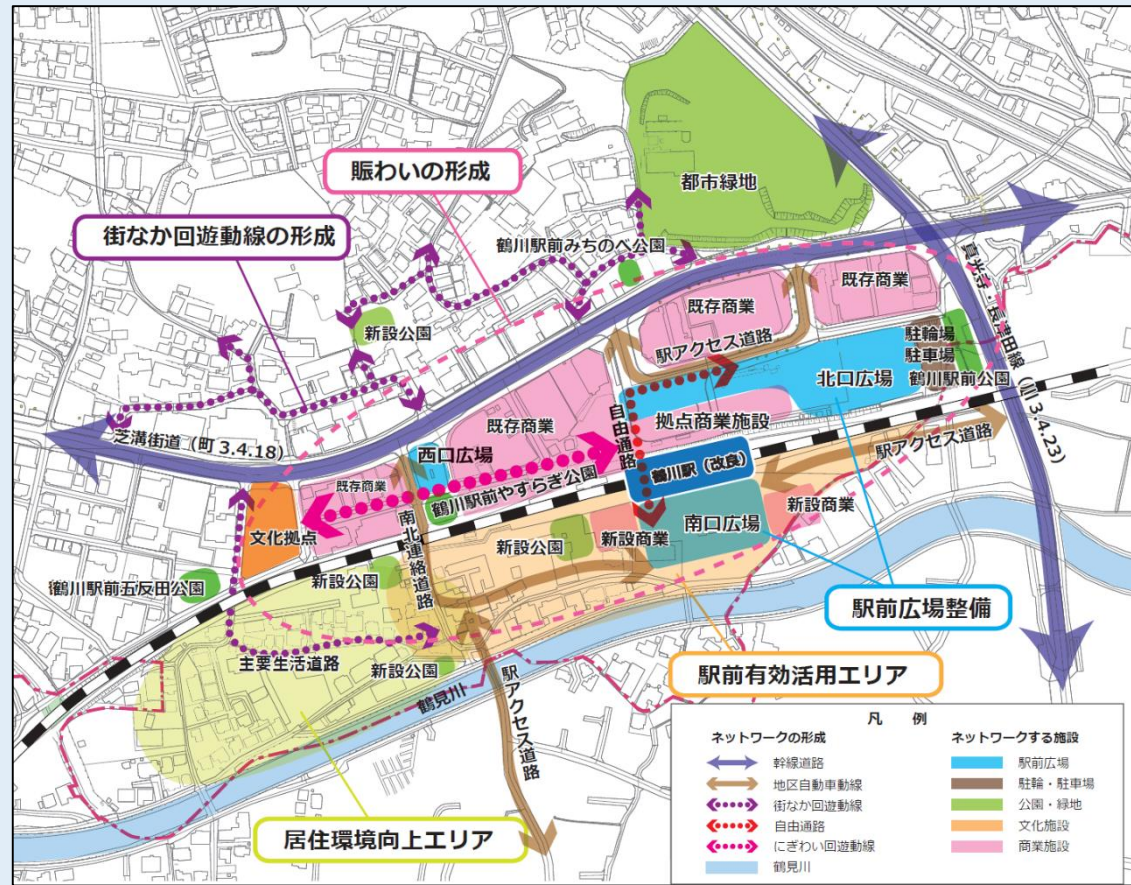 賑わいの形成
都市緑地
街なか回遊動線の形成
鶴川駅前みちのべ公園
新設公園
既存商業
既存商業
真光寺・長津田線(川3.4.23)
駅アクセス道路
駐輪場
駐車場
北口広場
鶴川駅前公園
芝溝街道(町3.4.18)
既存商業
自由通路
拠点商業施設
西口広場
駅アクセス道路
既存商業
鶴川駅前やすらぎ公園
鶴川駅(改良)
新設商業
文化拠点
南北連絡道路
新設公園
新設商業
南口広場
鶴川駅前五反田公園
新設公園
駅前広場整備
主要生活道路
新設公園
鶴見川
駅アクセス道路
駅前有効活用エリア
居住環境向上エリア
凡 例
ネットワークの形成
幹線道路
地区自動車動線
街なか回遊動線
自由通路
にぎわい回遊動線
鶴見川
ネットワークする施設
駅前広場
駐輪・駐車場
公園・緑地
文化施設
商業施設